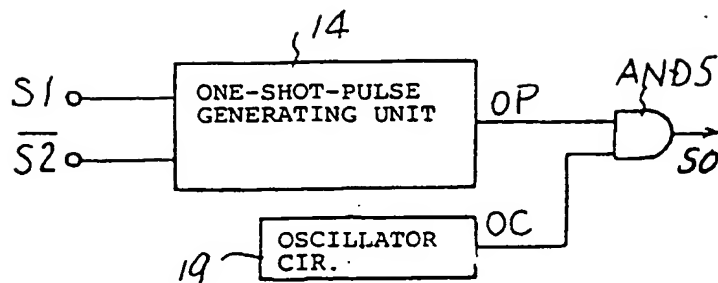 14
S1
S2
ONE-SHOT-PULSE
GENERATING UNIT
OP
AND5
SO
OC
OSCILLATOR
CIR.
19